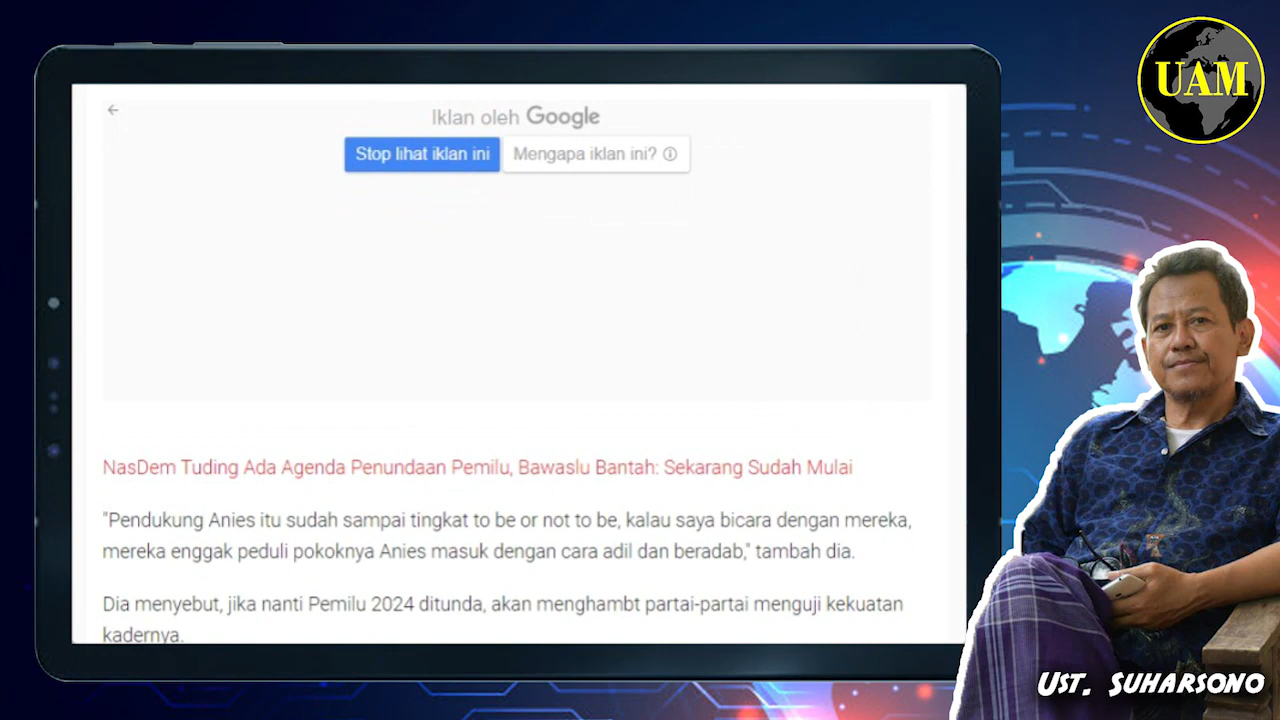 UAM
Iklan oleh Google
Stop lihat iklan ini
Mengapa iklan ini?
NasDem Tuding Ada Agenda Penundaan Pemilu, Bawaslu Bantah: Sekarang Sudah Mulai
"Pendukung Anies itu sudah sampai tingkat to be or not to be, kalau saya bicara dengan mereka,
mereka enggak peduli pokoknya Anies masuk dengan cara adil dan beradab," tambah dia.
Dia menyebut, jika nanti Pemilu 2024 ditunda, akan menghambt partai-partai menguji kekuatan
kadernya.
UST. SUHARSONO